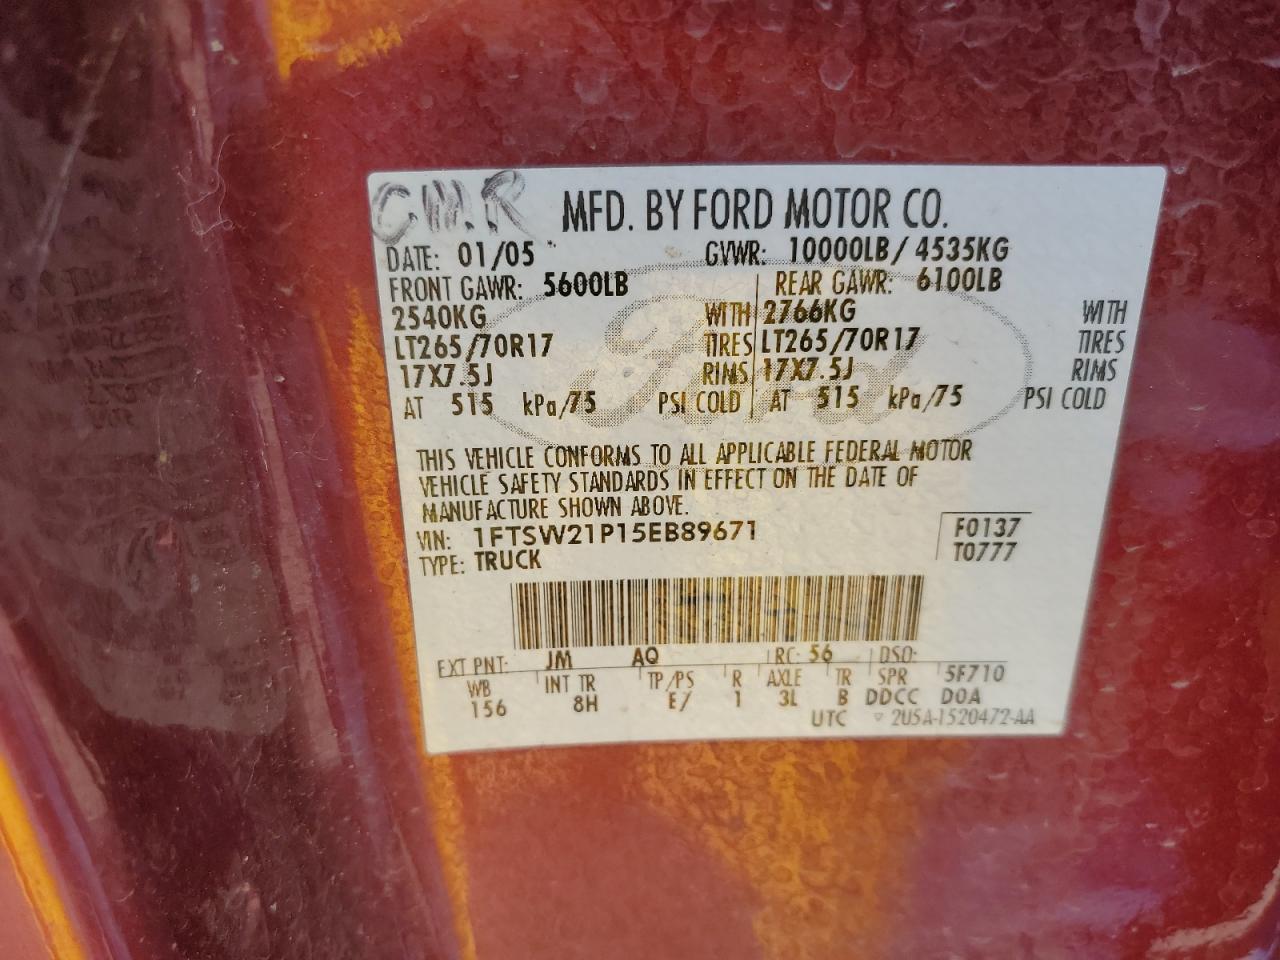 CMR MFD. BY FORD MOTOR CO.
DATE: 01/05 GVWR: 10000LB/ 4535KG
FRONT GAWR: 5600LB REAR GAWR: 6100LB
2540KG WITH 2766KG WITH
LT265/70R17 TIRES LT265/70R17 TIRES
17X7.5J RIMS 17X7.5J RIMS
AT 515 kPa/75 PSI COLD AT 515 kPa/75 PSI COLD
Ford
THIS VEHICLE CONFORMS TO ALL APPLICABLE FEDERAL MOTOR
VEHICLE SAFETY STANDARDS IN EFFECT ON THE DATE OF
MANUFACTURE SHOWN ABOVE.
VIN: 1FTSW21P15EB89671 F0137
TYPE: TRUCK T0777
EXT PNT: JM AQ RC: 56 DSO:
WB INT TR TP/PS R AXLE TR SPR 5F710
156 8H E/ 1 3L B DDCC DOA
UTC ▽ 2U5A-1520472-AA